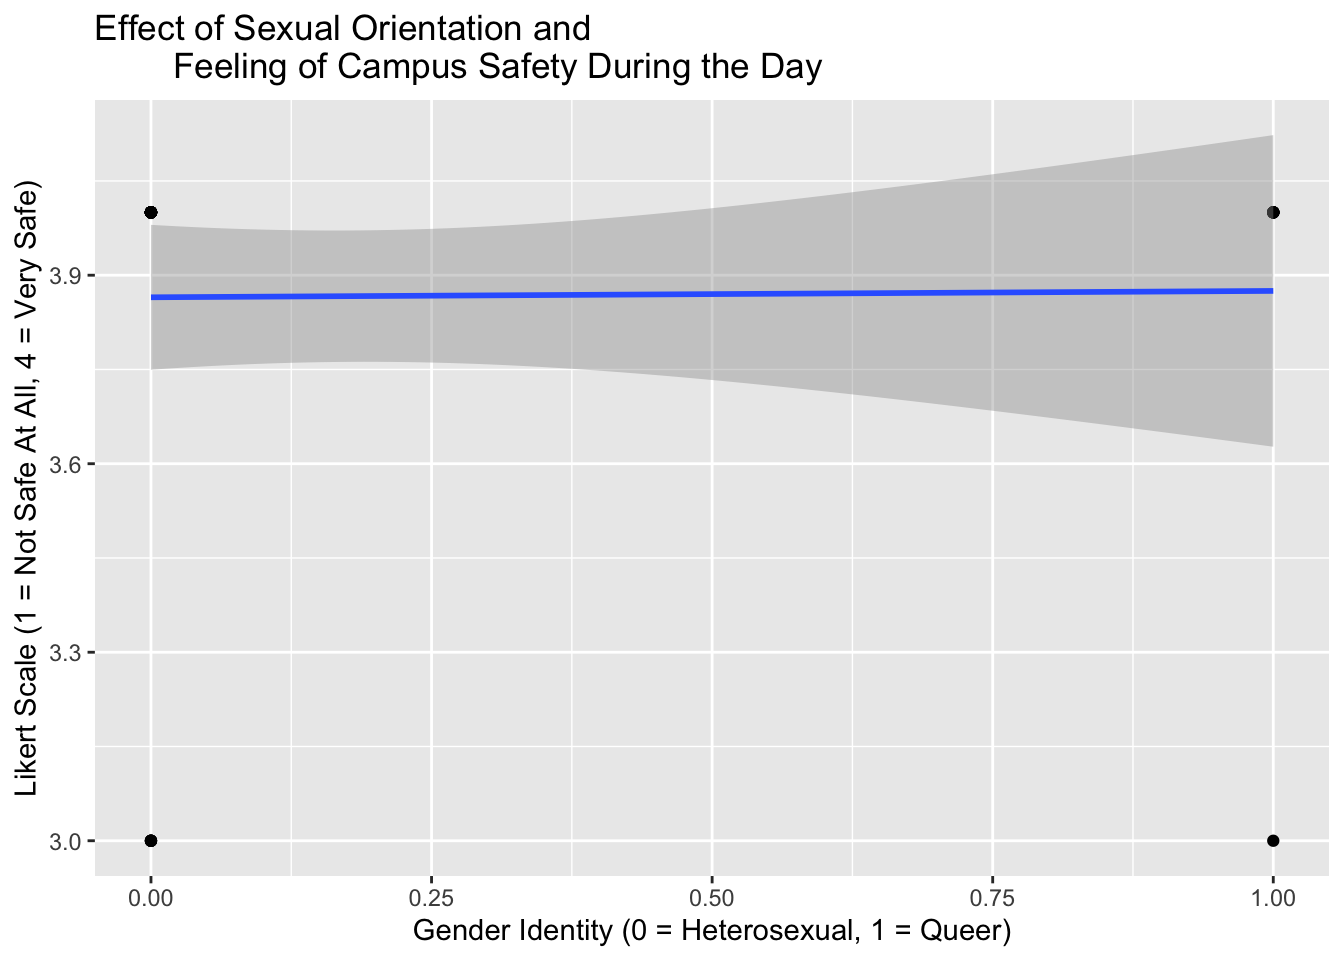 Effect of Sexual Orientation and
Feeling of Campus Safety During the Day
Likert Scale (1 = Not Safe At All, 4 = Very Safe)
3.9
3.6
3.3
3.0
0.00 0.25 0.50 0.75 1.00
Gender Identity (0 = Heterosexual, 1 = Queer)